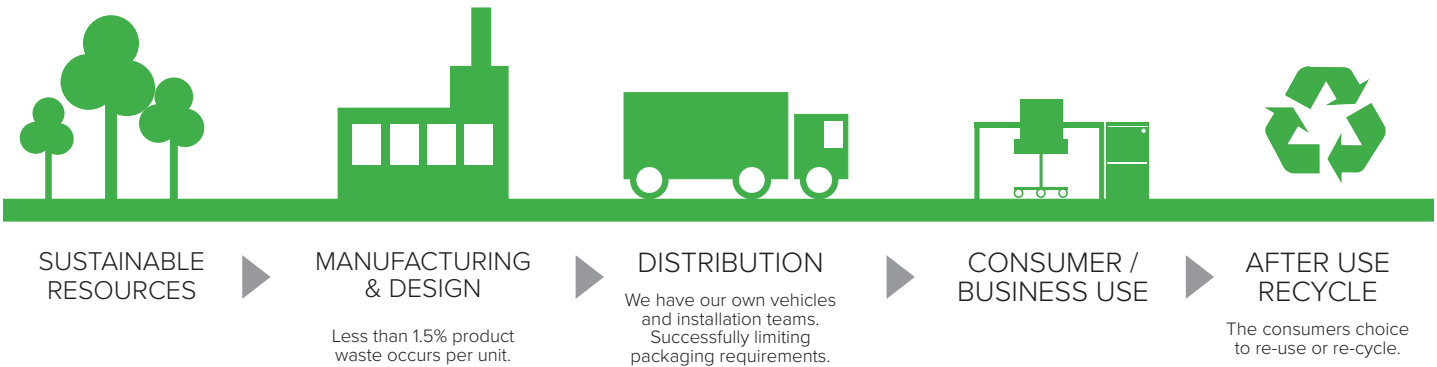 SUSTAINABLE
RESOURCES
MANUFACTURING
& DESIGN
Less than 1.5% product
waste occurs per unit.
DISTRIBUTION
We have our own vehicles
and installation teams.
Successfully limiting
packaging requirements.
CONSUMER /
BUSINESS USE
AFTER USE
RECYCLE
The consumers choice
to re-use or re-cycle.